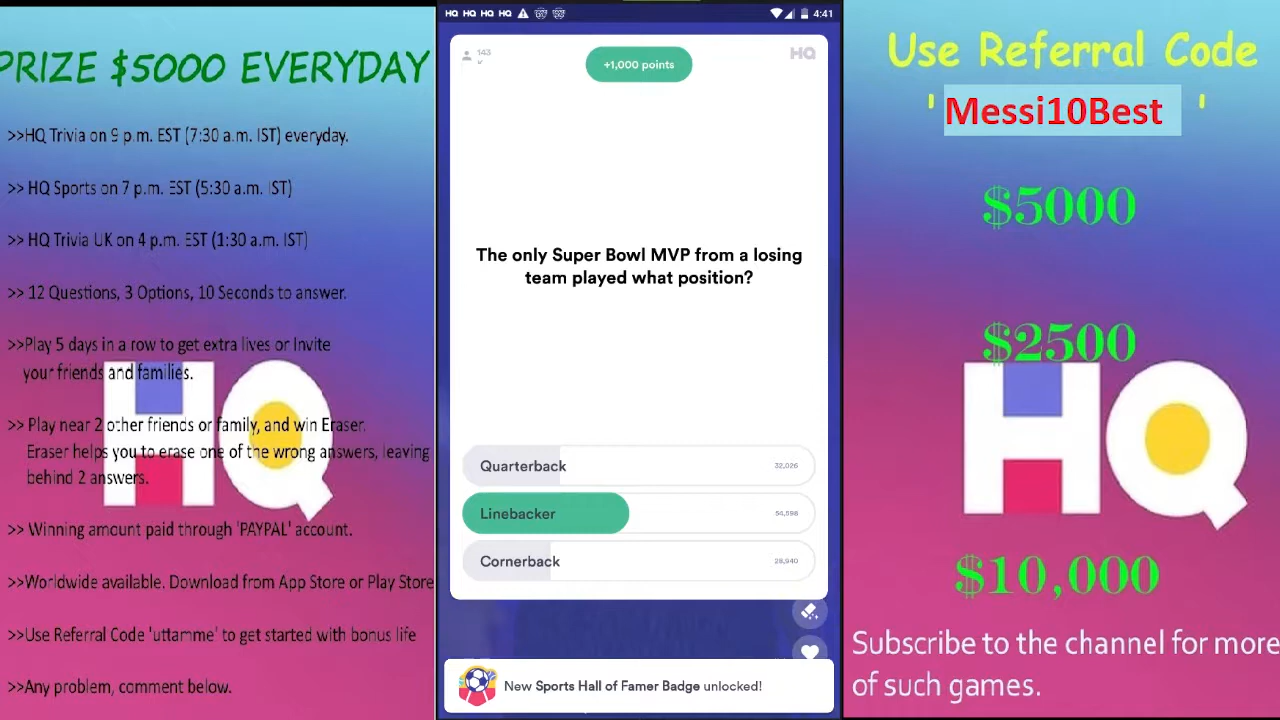 PRIZE $5000 EVERYDAY
>>HQ Trivia on 9 p.m. EST (7:30 a.m. IST) everyday.
>> HQ Sports on 7 p.m. EST (5:30 a.m. IST)
>> HQ Trivia UK on 4 p.m. EST (1:30 a.m. IST)
>> 12 Questions, 3 Options, 10 Seconds to answer.
>>Play 5 days in a row to get extra lives or Invite
your friends and families.
>> Play near 2 other friends or family, and win Eraser.
Eraser helps you to erase one of the wrong answers, leaving
behind 2 answers.
>> Winning amount paid through 'PAYPAL' account.
>>Worldwide available. Download from App Store or Play Store
>>Use Referral Code 'uttamme' to get started with bonus life
>>Any problem, comment below.
HQ
HQ HQ HQ HQ 4:41
143
+1,000 points
HQ
The only Super Bowl MVP from a losing
team played what position?
Quarterback 32,026
Linebacker 54,598
Cornerback 28,940
New Sports Hall of Famer Badge unlocked!
Use Referral Code
' Messi10Best '
$5000
$2500
HQ
$10,000
Subscribe to the channel for more
of such games.